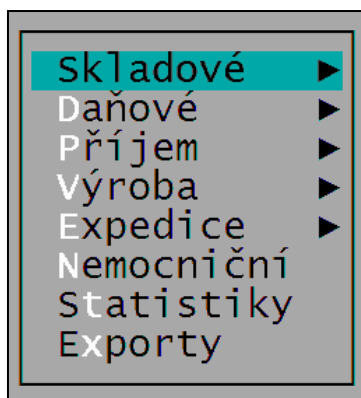 Skladové
Daňové
Příjem
Výroba
Expedice
Nemocniční
Statistiky
Exporty